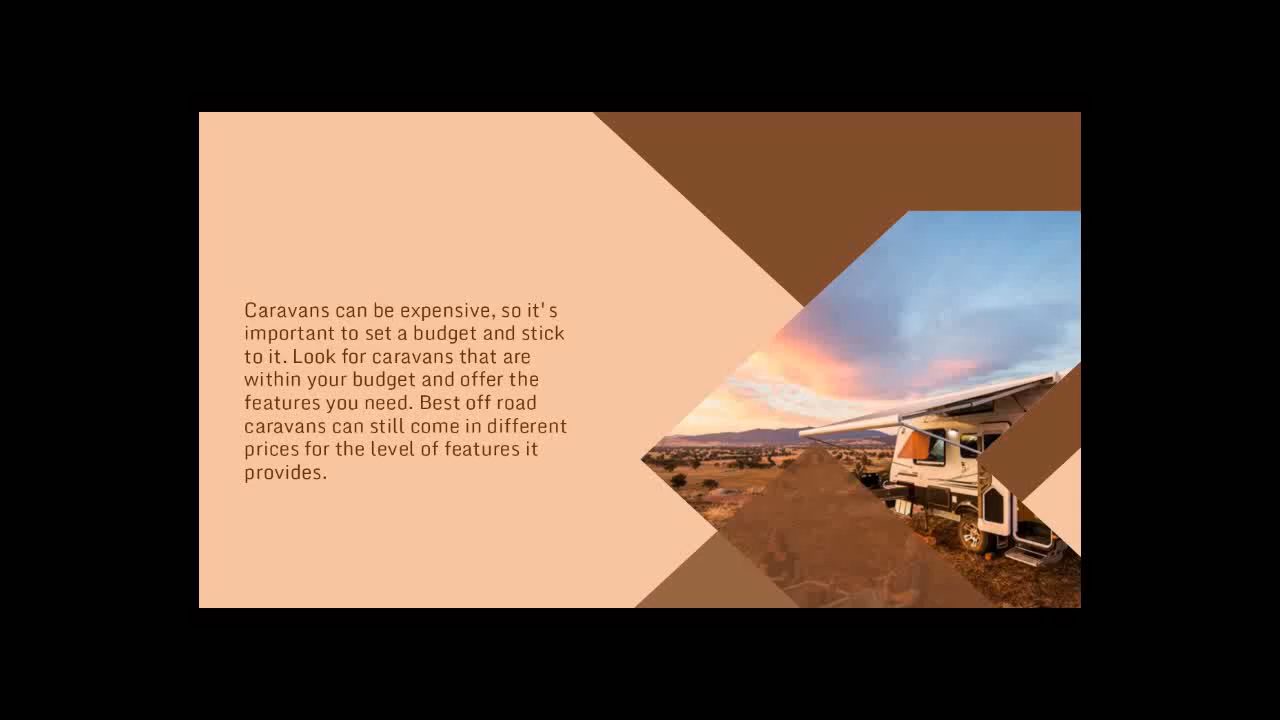 Caravans can be expensive, so it's
important to set a budget and stick
to it. Look for caravans that are
within your budget and offer the
features you need. Best off road
caravans can still come in different
prices for the level of features it
provides.